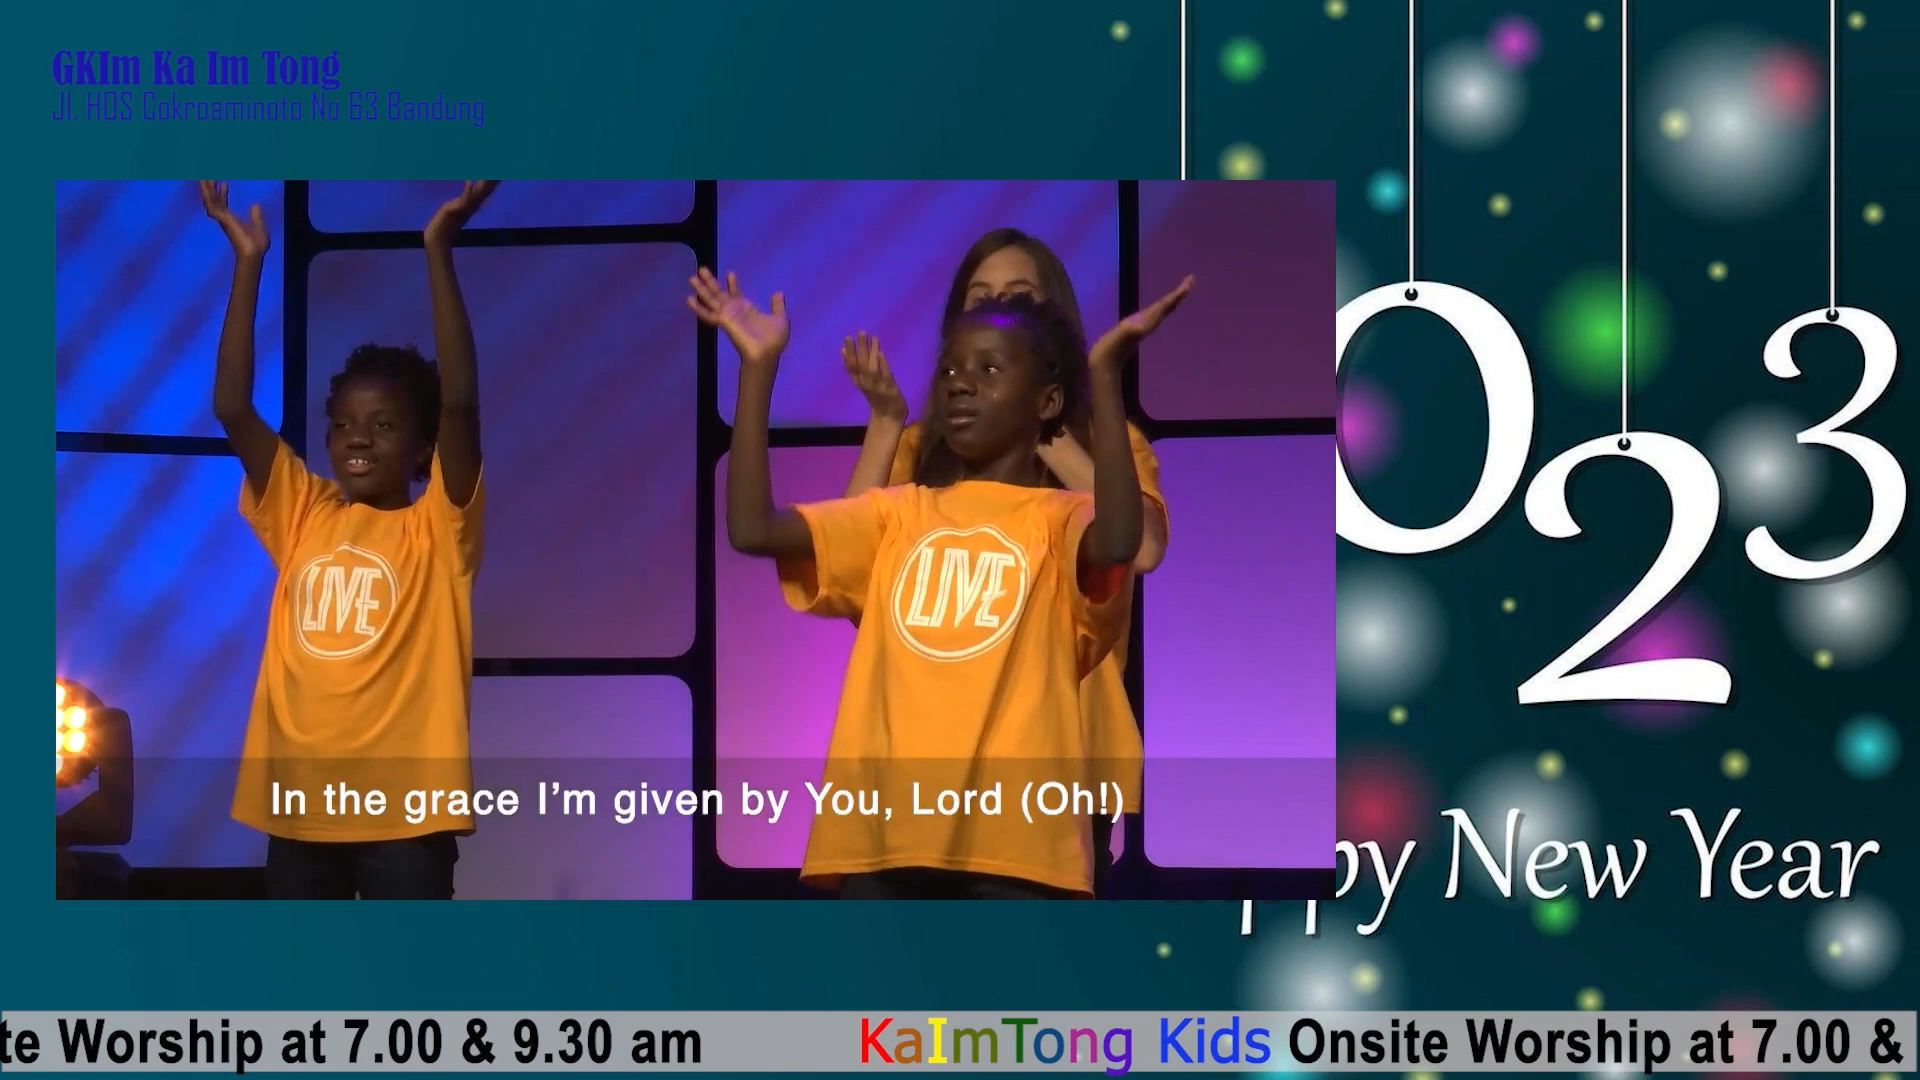 GKIm Ka Im Tong
Jl. HOS Cokroaminoto No 63 Bandung
LIVE
LIVE
In the grace I'm given by You, Lord (Oh!)
023
py New Year
te Worship at 7.00 & 9.30 am KaImTong Kids Onsite Worship at 7.00 &